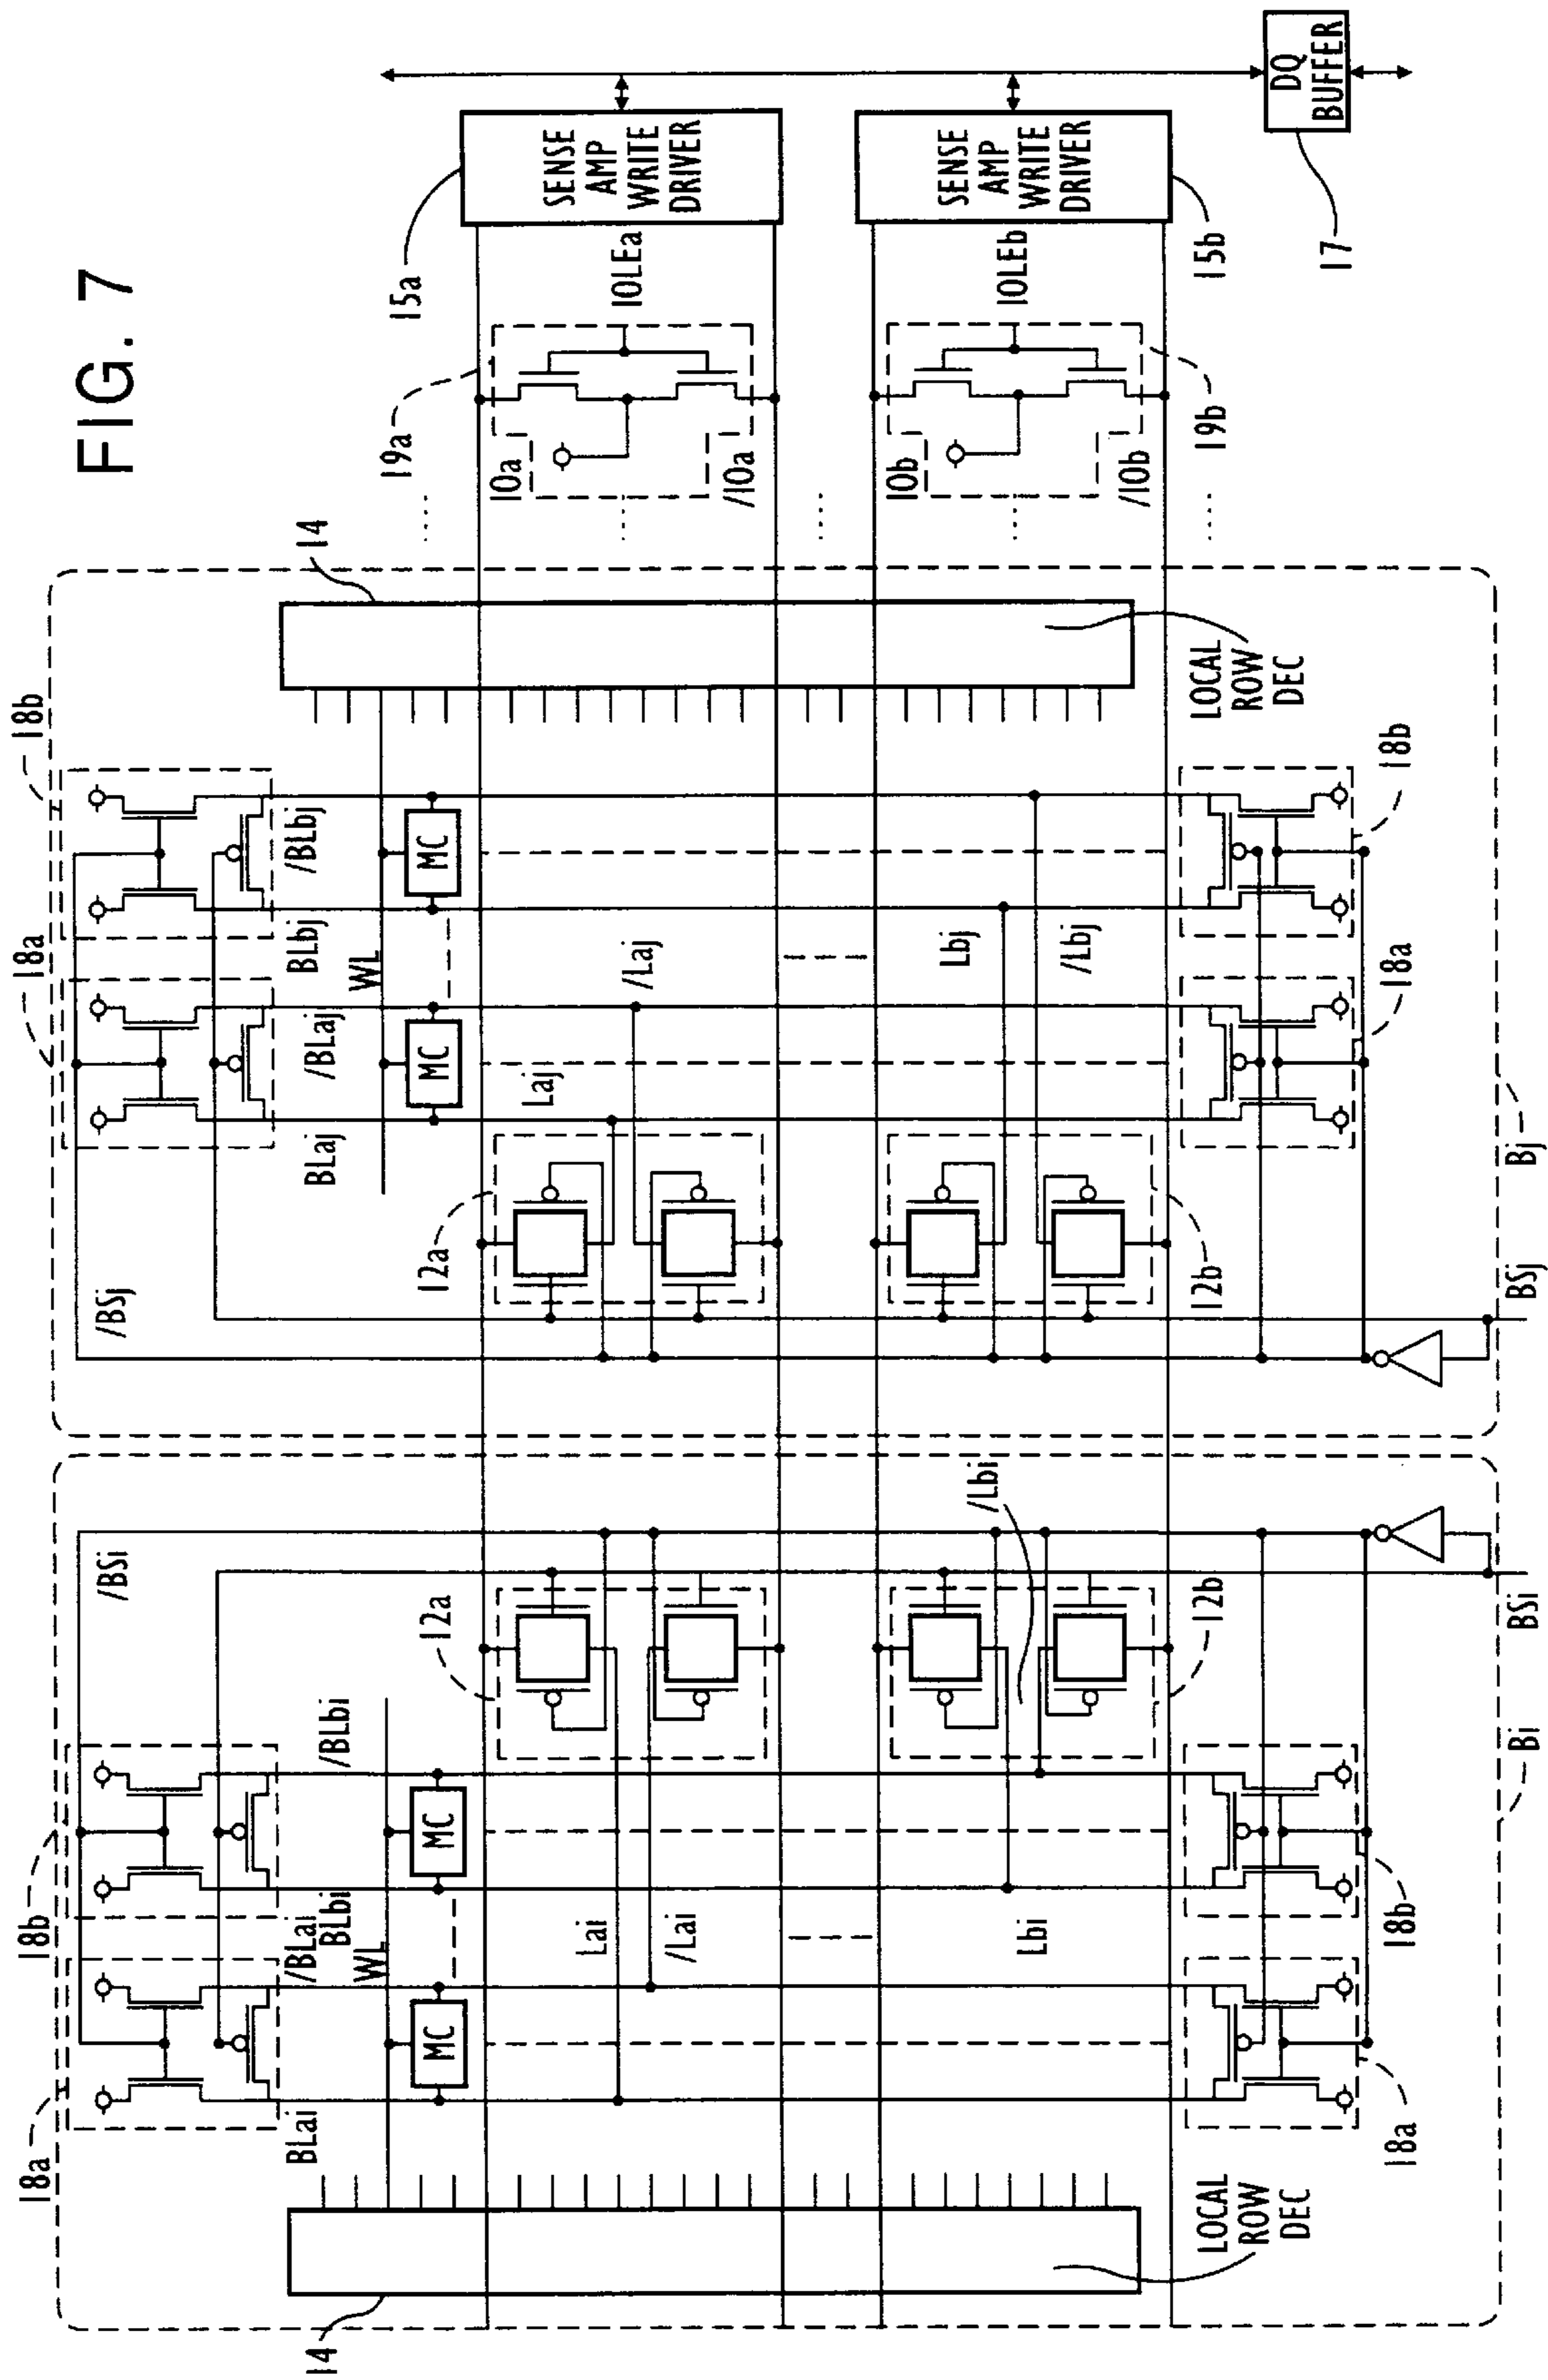 FIG. 7
18a
18b
18a
18b
/BSi
/BSj
14
BLai
/BLai
BLbi
/BLbi
WL
MC
MC
BLaj
/BLaj
BLbj
/BLbj
WL
MC
MC
14
12a
12a
Lai
/Lai
Laj
/Laj
19a
15a
IOa
/IOa
IOLEa
SENSE
AMP
WRITE
DRIVER
Lbi
/Lbi
Lbj
/Lbj
IOb
/IOb
IOLEb
SENSE
AMP
WRITE
DRIVER
12b
12b
19b
15b
LOCAL
ROW
DEC
LOCAL
ROW
DEC
18a
18b
18a
18b
17
DQ
BUFFER
Bi
BSi
BSj
Bj